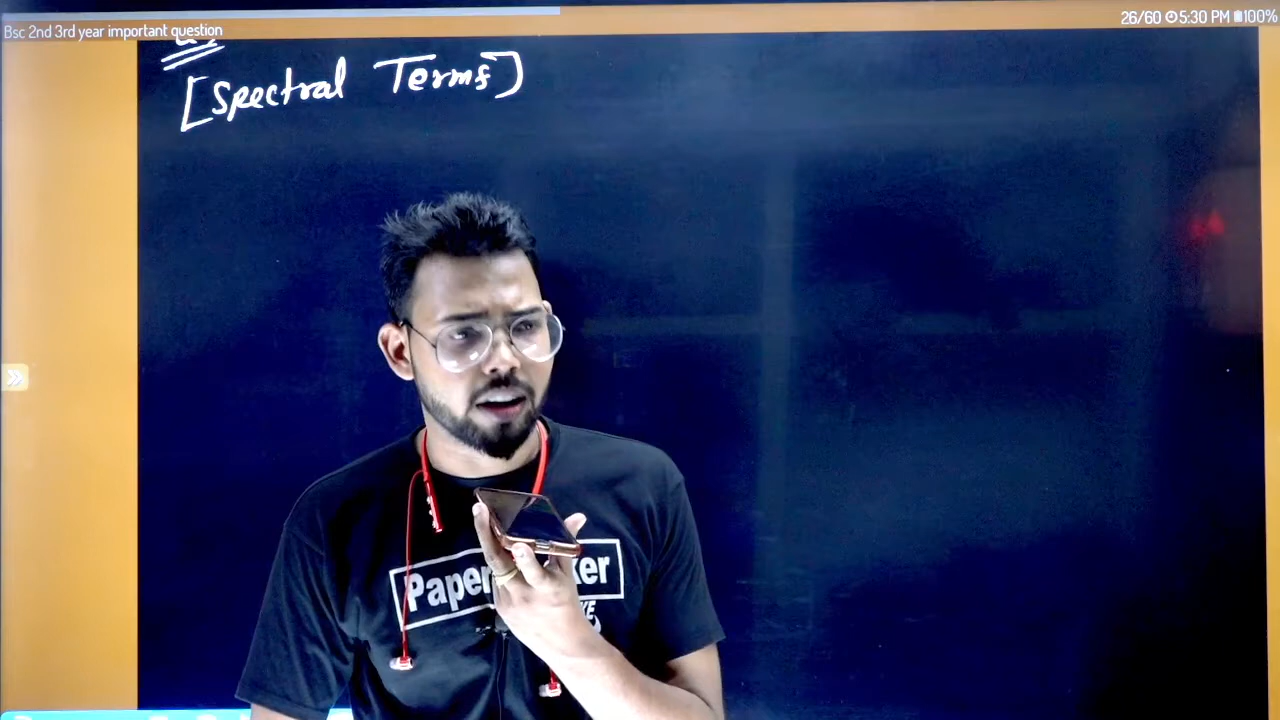 Bsc 2nd 3rd year important question
26/60 5:30 PM 100%
[Spectral Terms]
Paper